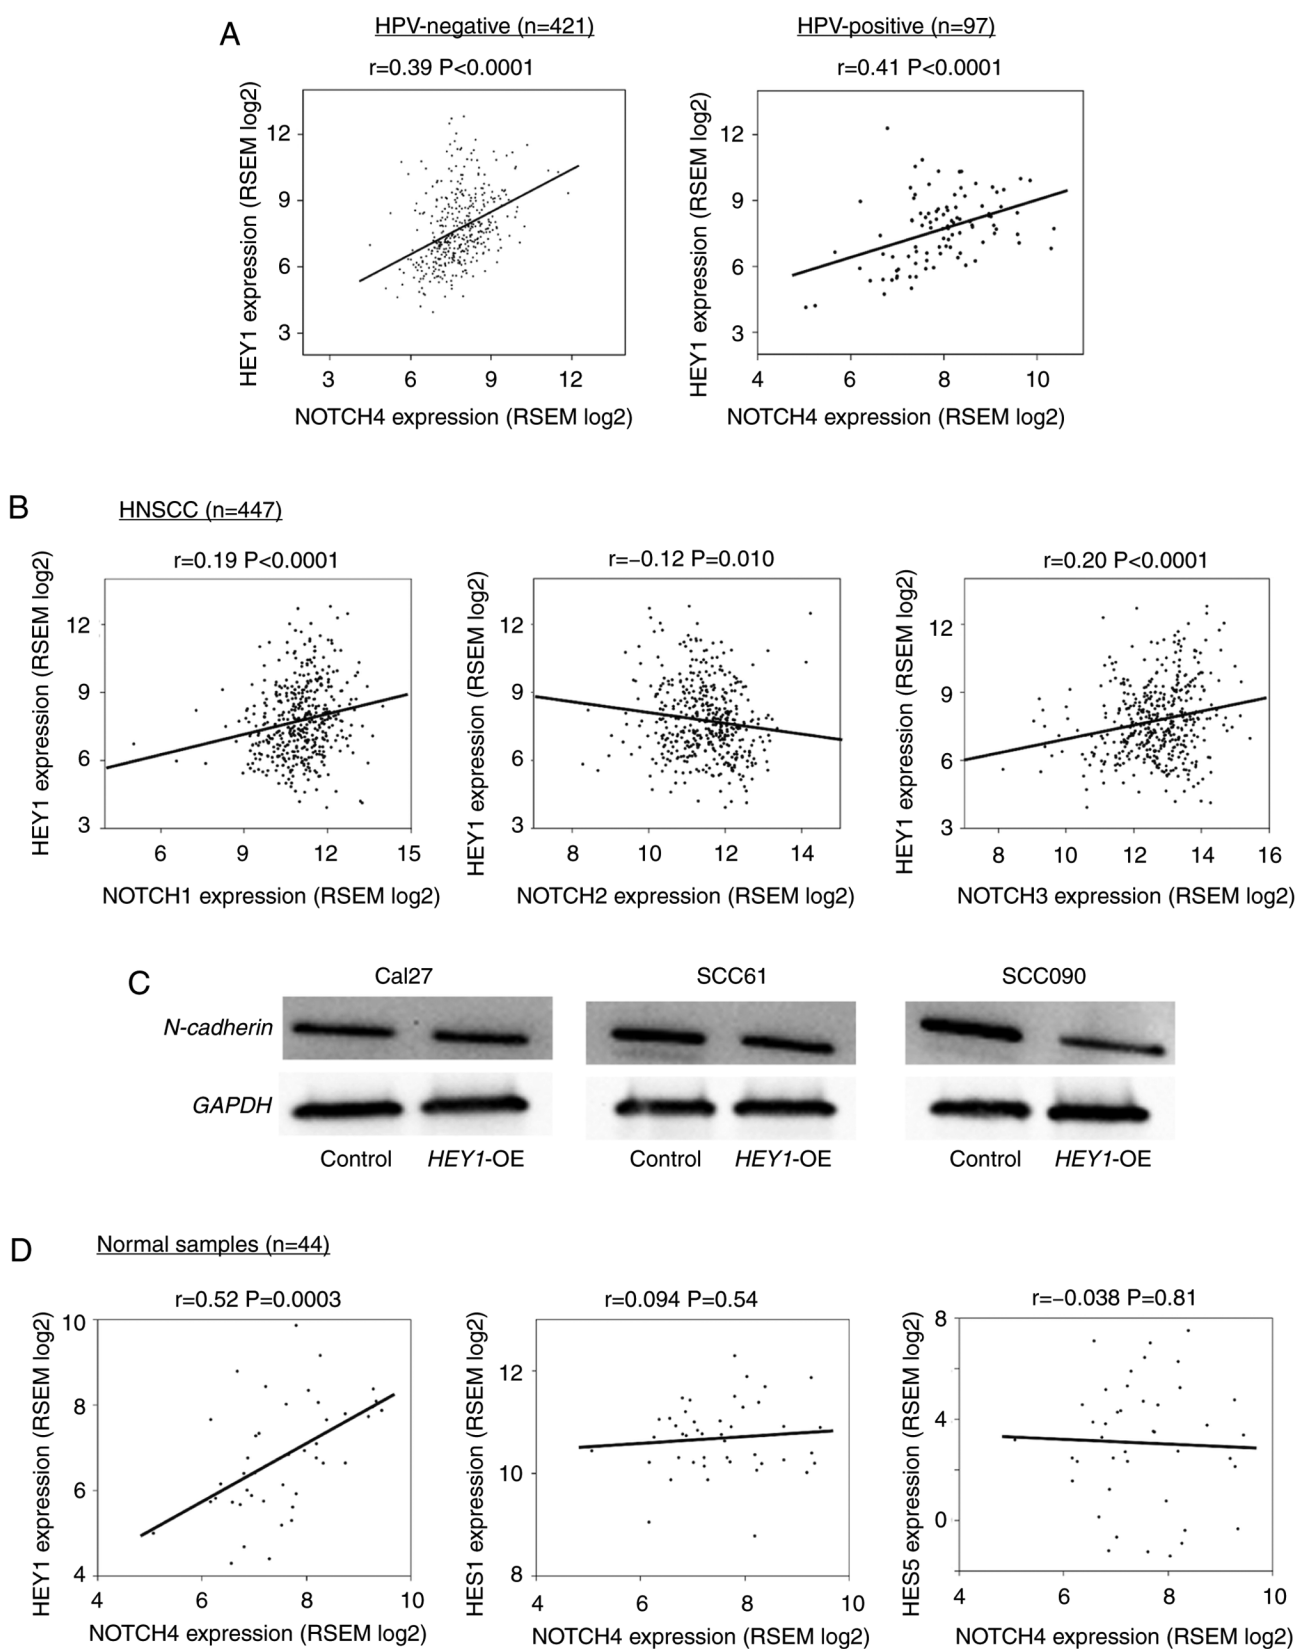 A
HPV-negative (n=421)
HPV-positive (n=97)
r=0.39 P<0.0001
r=0.41 P<0.0001
HEY1 expression (RSEM log2)
12
9
6
3
3 6 9 12
NOTCH4 expression (RSEM log2)
HEY1 expression (RSEM log2)
12
9
6
3
4 6 8 10
NOTCH4 expression (RSEM log2)
B
HNSCC (n=447)
r=0.19 P<0.0001
HEY1 expression (RSEM log2)
12
9
6
3
6 9 12 15
NOTCH1 expression (RSEM log2)
r=−0.12 P=0.010
HEY1 expression (RSEM log2)
12
9
6
3
8 10 12 14
NOTCH2 expression (RSEM log2)
r=0.20 P<0.0001
HEY1 expression (RSEM log2)
12
9
6
3
8 10 12 14 16
NOTCH3 expression (RSEM log2)
C
Cal27 SCC61 SCC090
N-cadherin
GAPDH
Control HEY1-OE Control HEY1-OE Control HEY1-OE
D
Normal samples (n=44)
r=0.52 P=0.0003
HEY1 expression (RSEM log2)
10
8
6
4
4 6 8 10
NOTCH4 expression (RSEM log2)
r=0.094 P=0.54
HES1 expression (RSEM log2)
12
10
8
4 6 8 10
NOTCH4 expression (RSEM log2)
r=−0.038 P=0.81
HES5 expression (RSEM log2)
8
4
0
4 6 8 10
NOTCH4 expression (RSEM log2)